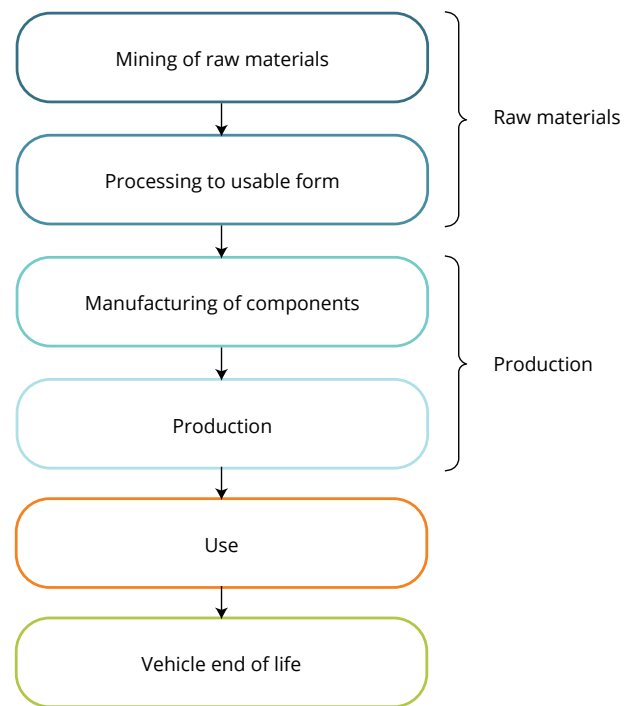 Mining of raw materials
Raw materials
Processing to usable form
Manufacturing of components
Production
Production
Use
Vehicle end of life